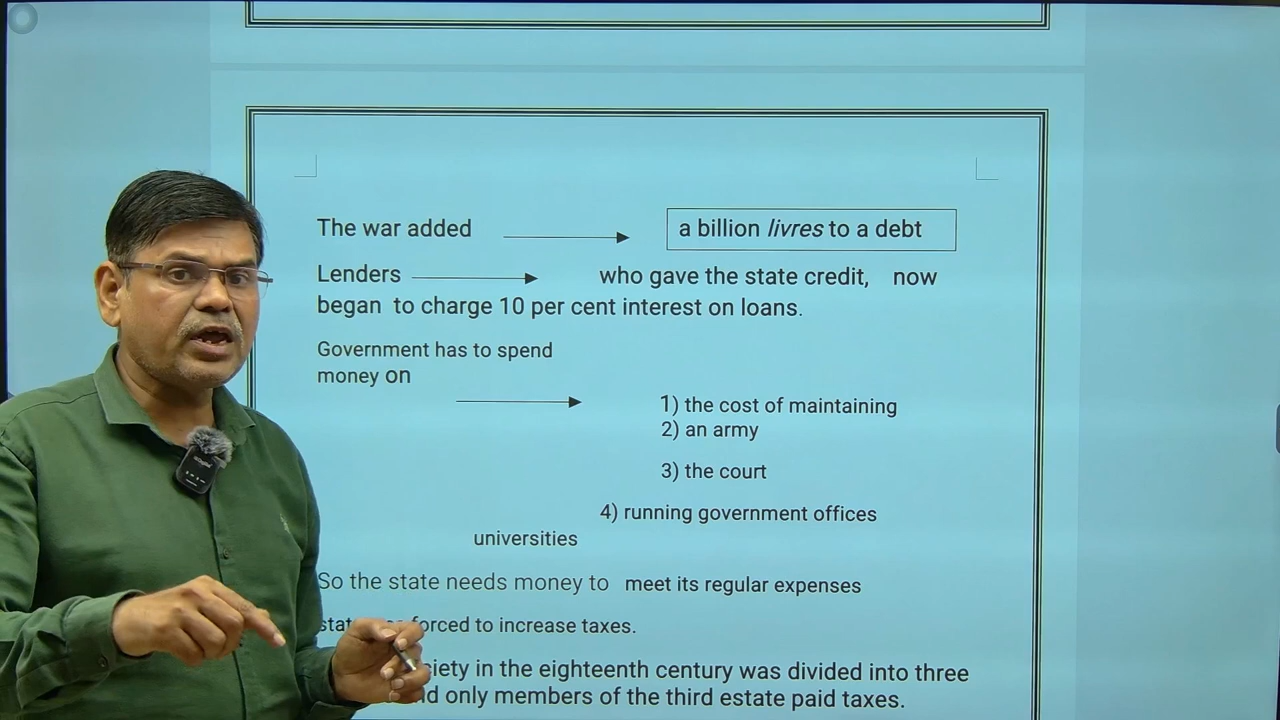 The war added a billion livres to a debt
Lenders who gave the state credit, now
began to charge 10 per cent interest on loans.
Government has to spend
money on
1) the cost of maintaining
2) an army
3) the court
4) running government offices
universities
So the state needs money to meet its regular expenses
forced to increase taxes.
in the eighteenth century was divided into three
only members of the third estate paid taxes.